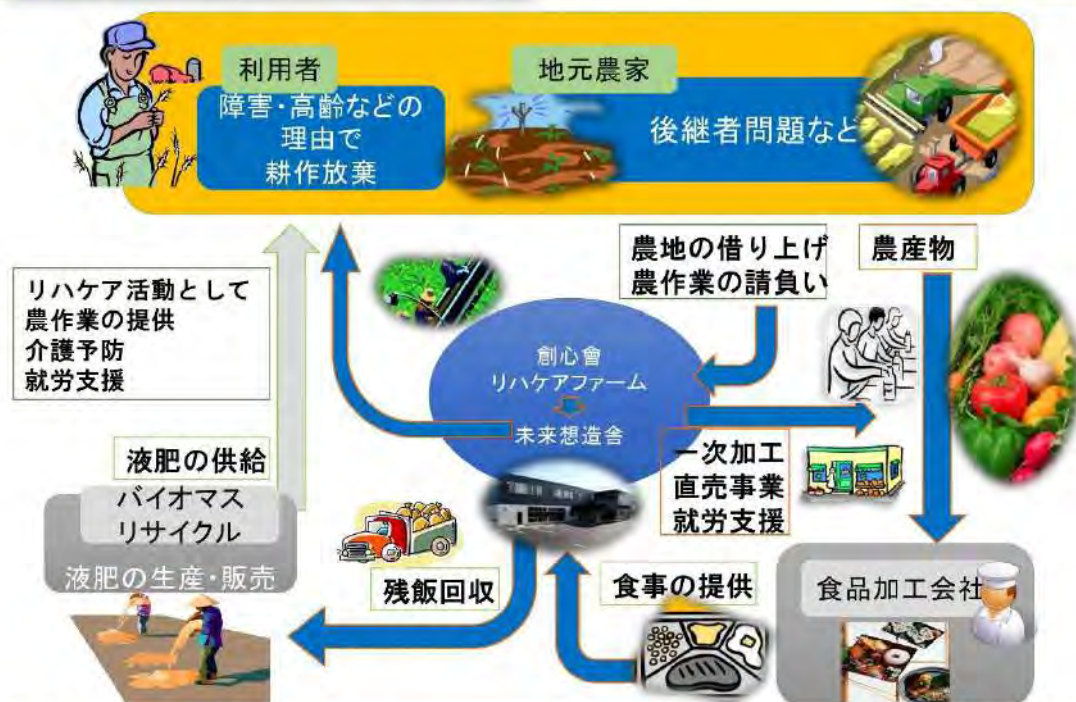 利用者
障害・高齢などの
理由で
耕作放棄
地元農家
後継者問題など
リハケア活動として
農作業の提供
介護予防
就労支援
農地の借り上げ
農作業の請負い
農産物
創心會
リハケアファーム
未来想造舎
一次加工
直売事業
就労支援
液肥の供給
バイオマス
リサイクル
液肥の生産・販売
残飯回収
食事の提供
食品加工会社